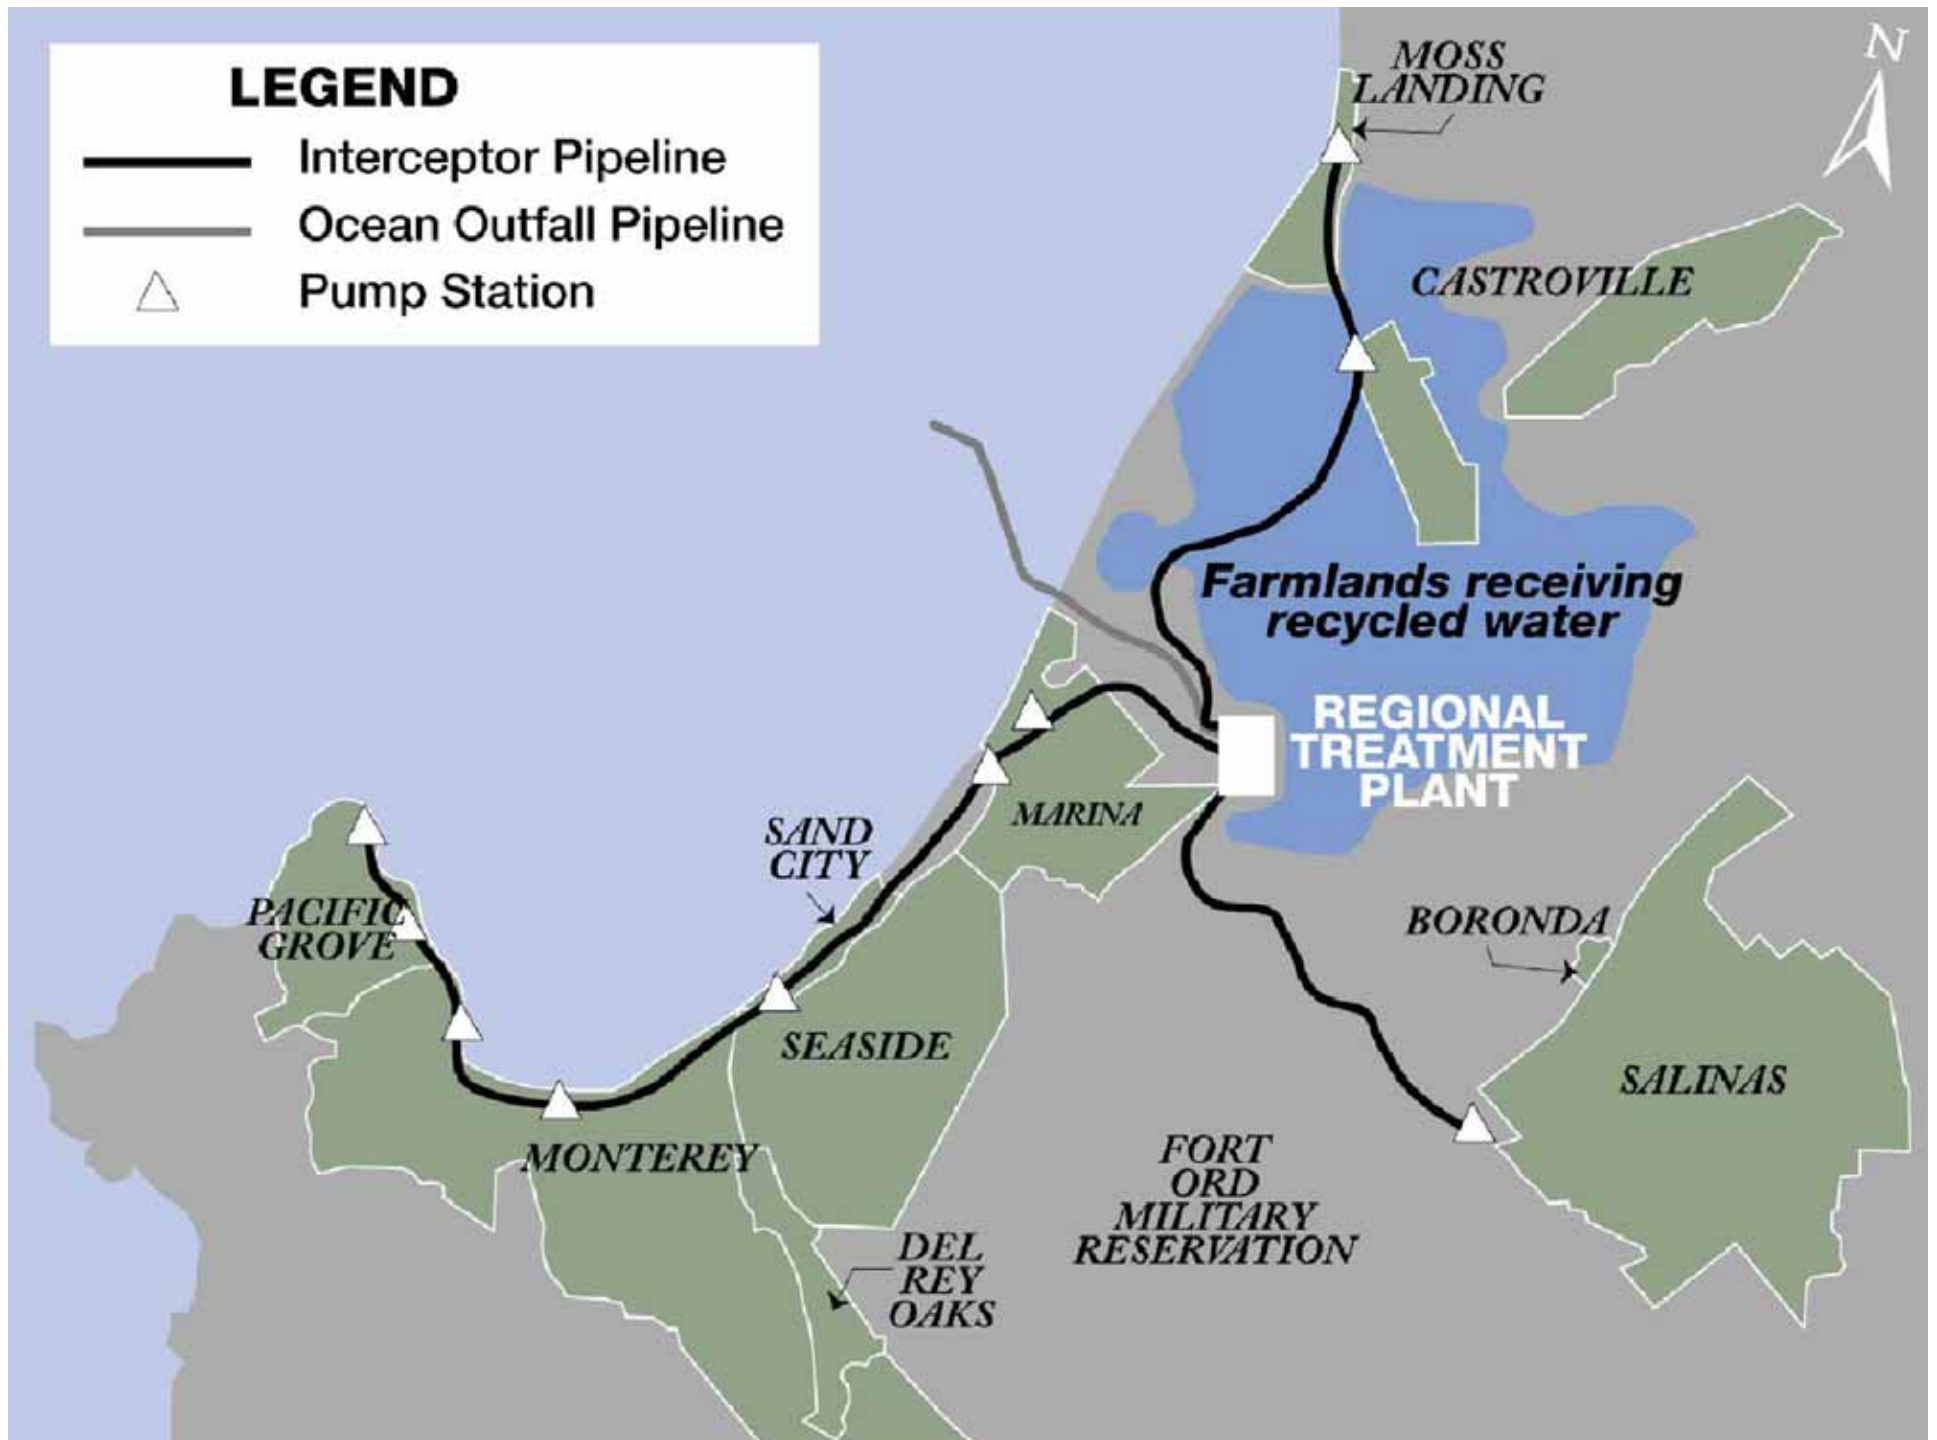 LEGEND
Interceptor Pipeline
Ocean Outfall Pipeline
Pump Station
N
MOSS
LANDING
CASTROVILLE
Farmlands receiving
recycled water
REGIONAL
TREATMENT
PLANT
MARINA
SAND
CITY
PACIFIC
GROVE
BORONDA
SEASIDE
SALINAS
MONTEREY
FORT
ORD
MILITARY
RESERVATION
DEL
REY
OAKS